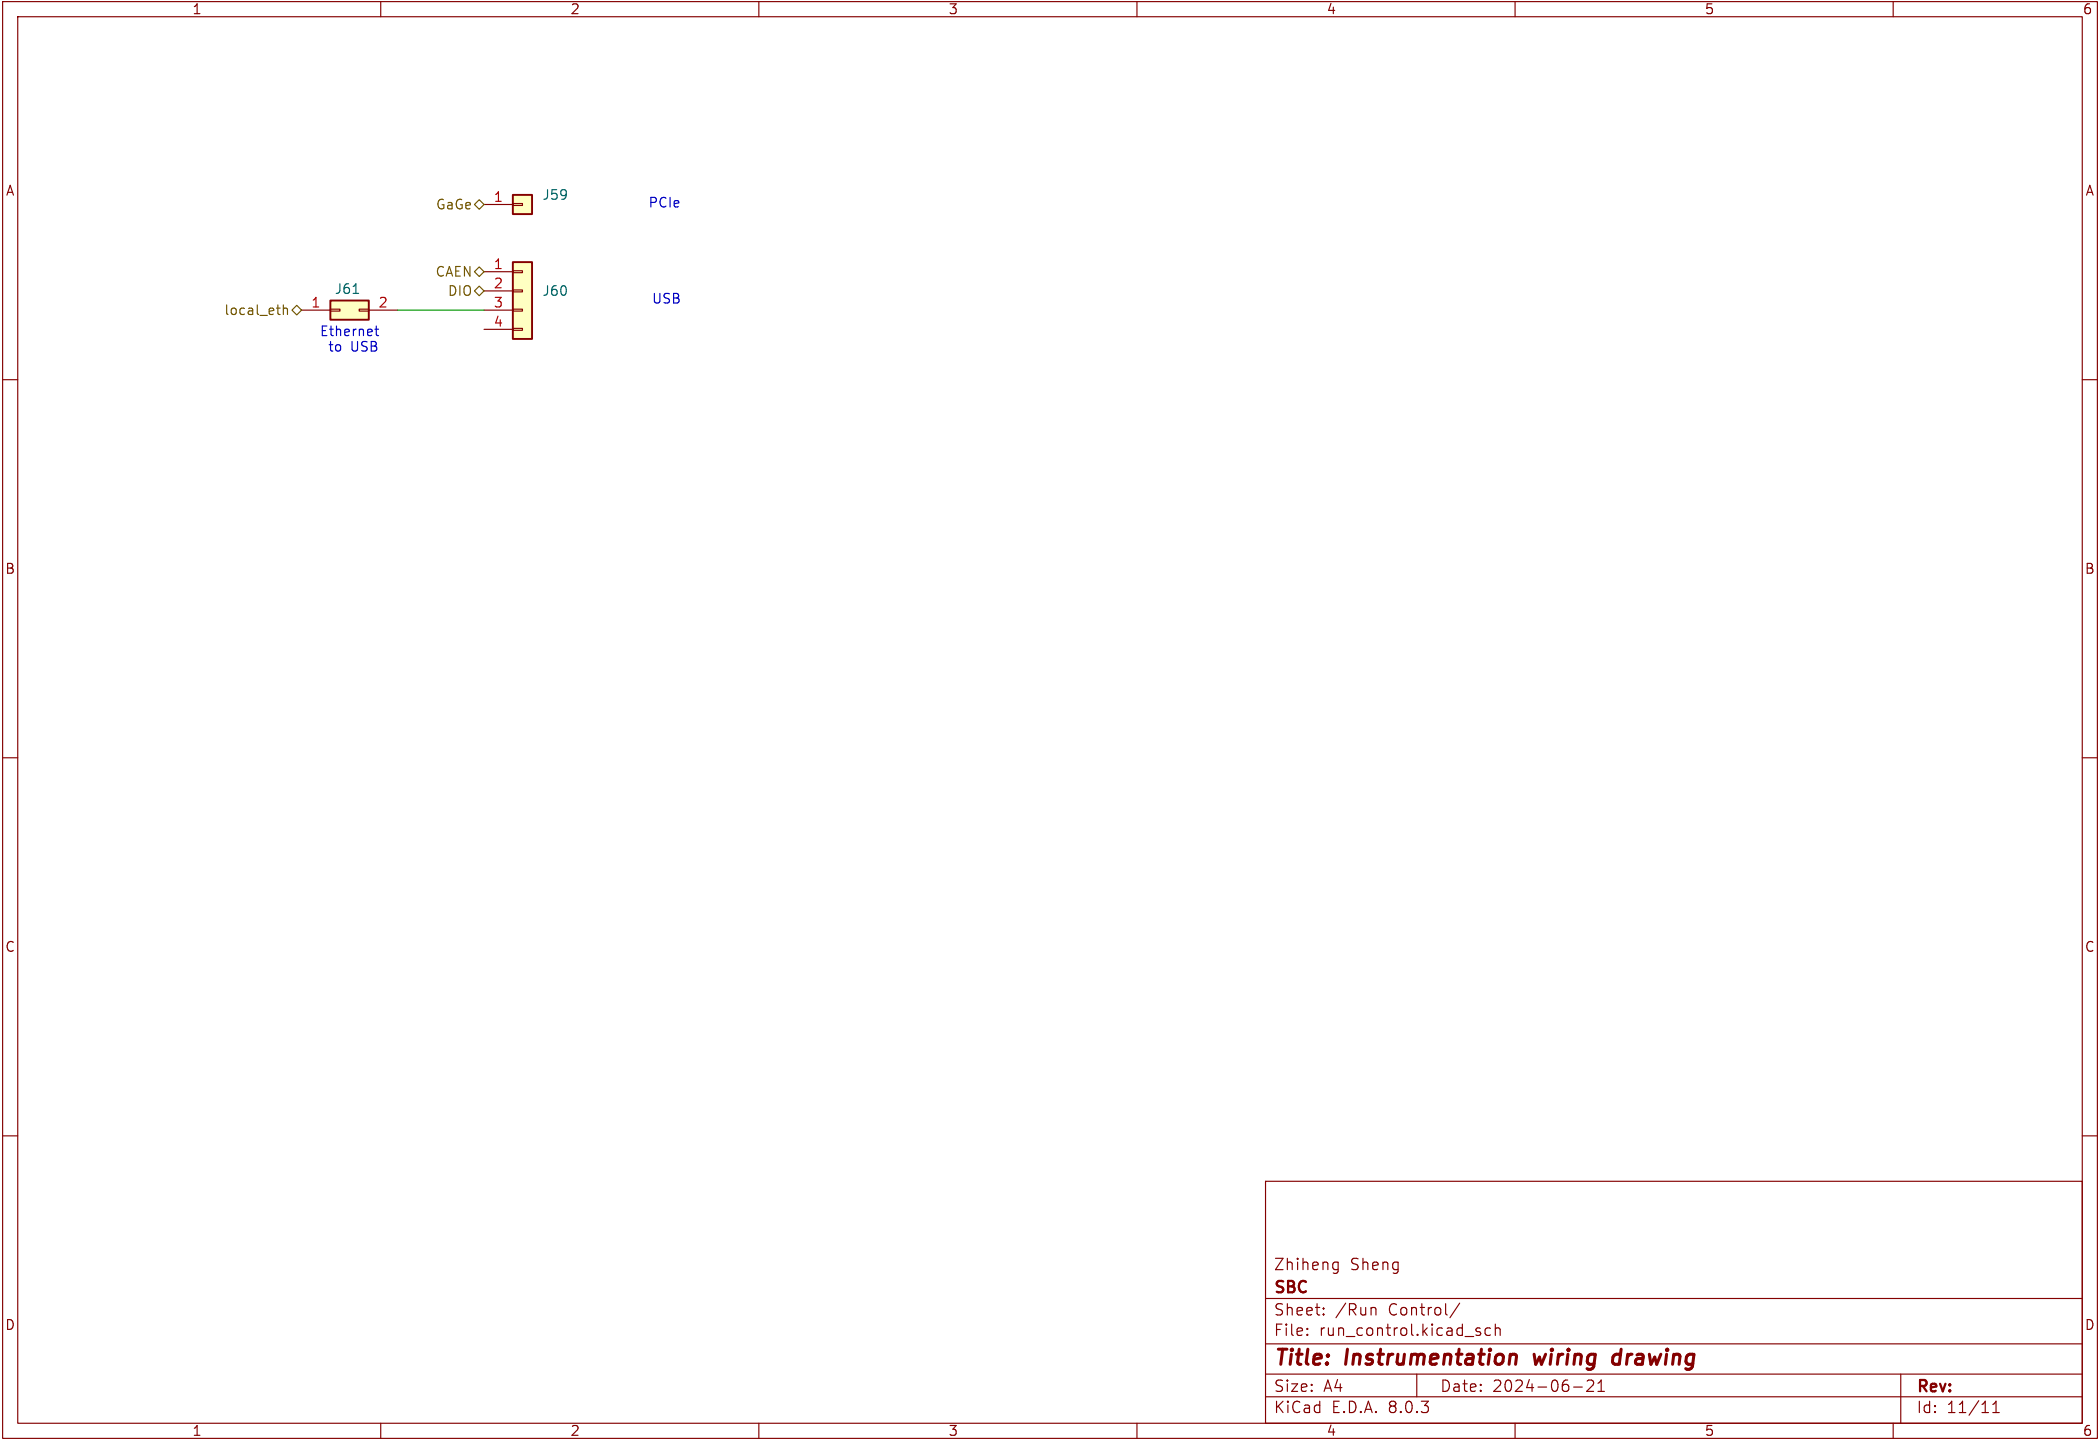 1 2 3 4 5 6
A A
GaGe 1 J59 PCIe
CAEN 1
DIO 2 J60 USB
J61
local_eth 1 2 3
4
Ethernet
to USB
B B
C C
Zhiheng Sheng
SBC
Sheet: /Run Control/
File: run_control.kicad_sch
D D
Title: Instrumentation wiring drawing
Size: A4 Date: 2024-06-21 Rev:
KiCad E.D.A. 8.0.3 Id: 11/11
1 2 3 4 5 6